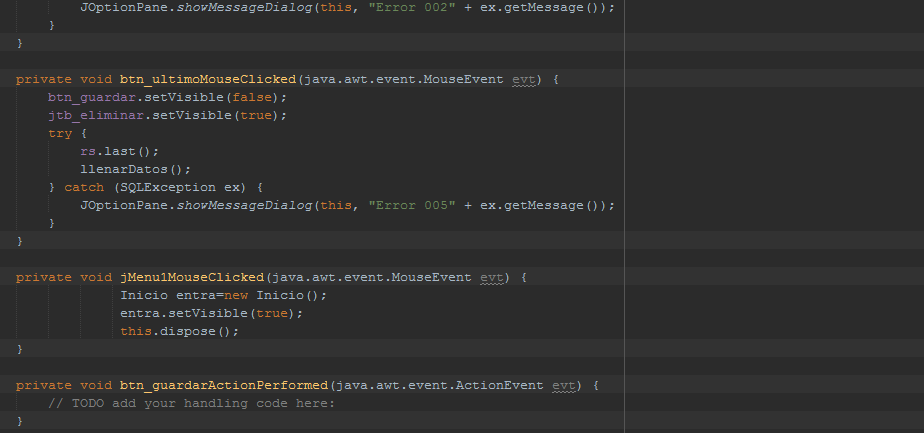 JOptionPane.showMessageDialog(this, "Error 002" + ex.getMessage());
}
}
private void btn_ultimoMouseClicked(java.awt.event.MouseEvent evt) {
btn_guardar.setVisible(false);
jtb_eliminar.setVisible(true);
try {
rs.last();
llenarDatos();
} catch (SQLException ex) {
JOptionPane.showMessageDialog(this, "Error 005" + ex.getMessage());
}
}
private void jMenu1MouseClicked(java.awt.event.MouseEvent evt) {
Inicio entra=new Inicio();
entra.setVisible(true);
this.dispose();
}
private void btn_guardarActionPerformed(java.awt.event.ActionEvent evt) {
// TODO add your handling code here:
}